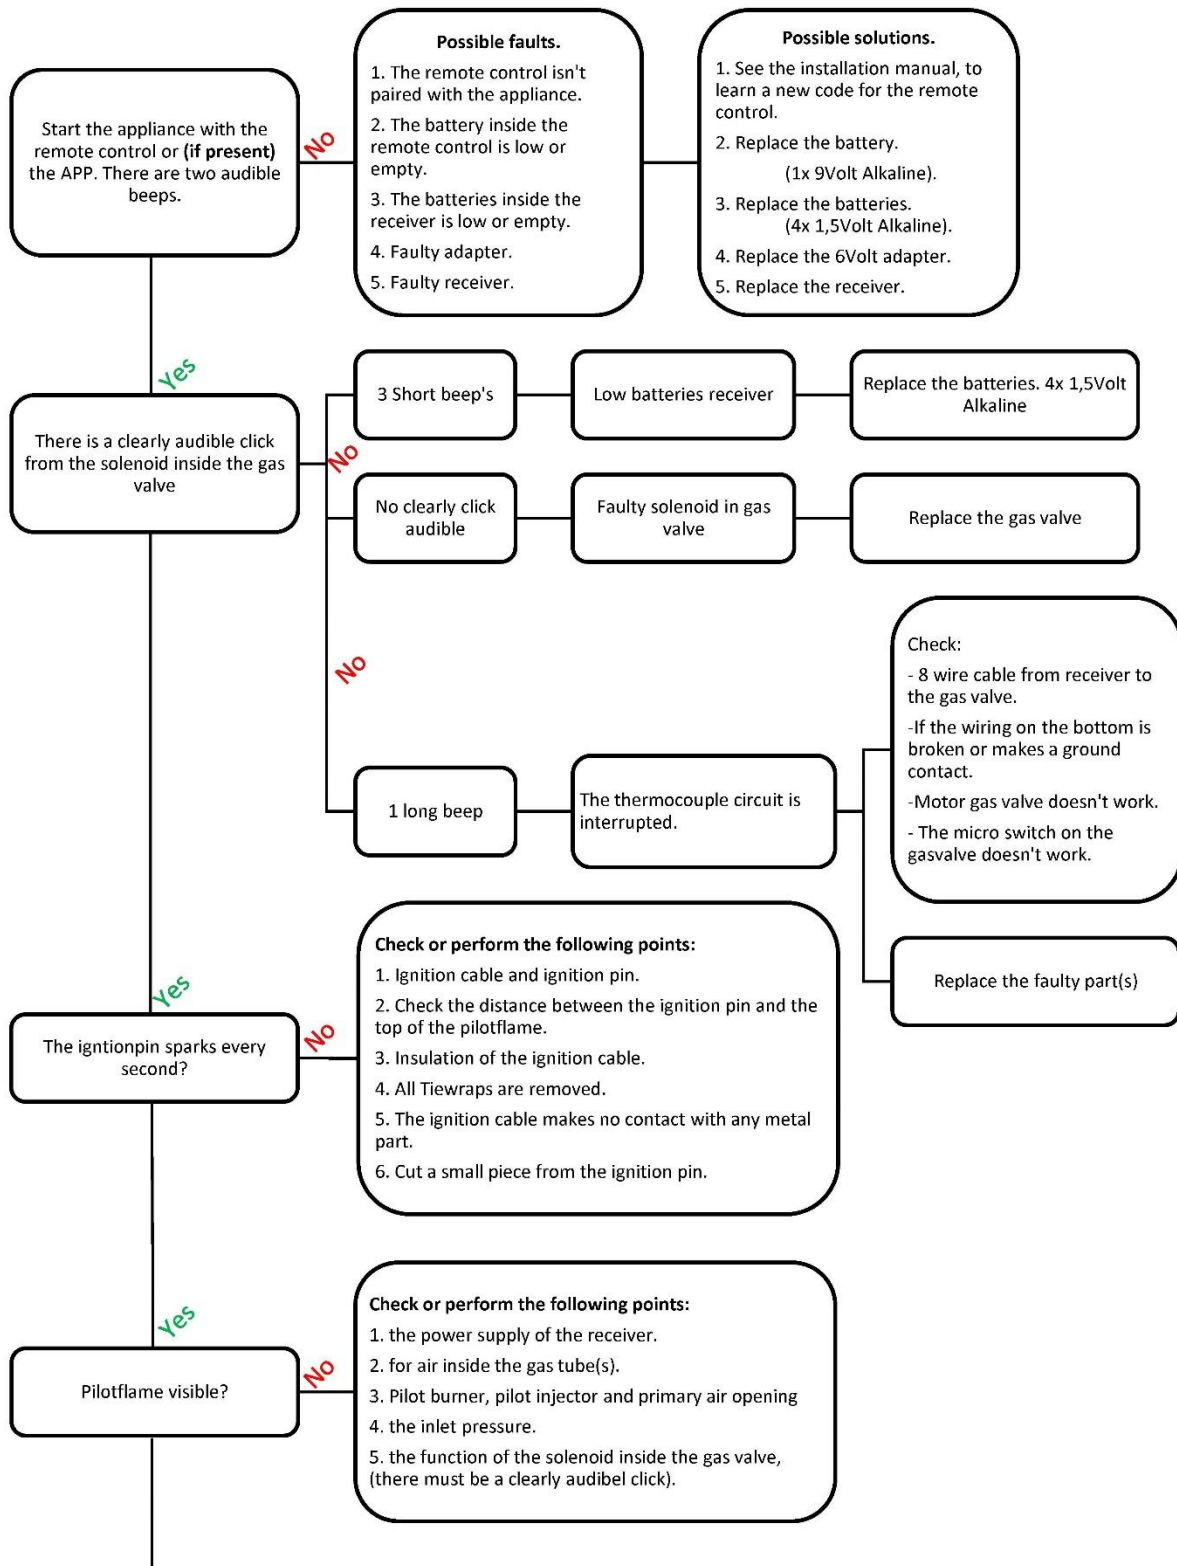 Start the appliance with the
remote control or (if present)
the APP. There are two audible
beeps.
No
Possible faults.
1. The remote control isn't
paired with the appliance.
2. The battery inside the
remote control is low or
empty.
3. The batteries inside the
receiver is low or empty.
4. Faulty adapter.
5. Faulty receiver.
Possible solutions.
1. See the installation manual, to
learn a new code for the remote
control.
2. Replace the battery.
(1x 9Volt Alkaline).
3. Replace the batteries.
(4x 1,5Volt Alkaline).
4. Replace the 6Volt adapter.
5. Replace the receiver.
Yes
There is a clearly audible click
from the solenoid inside the gas
valve
No
3 Short beep's
Low batteries receiver
Replace the batteries. 4x 1,5Volt
Alkaline
No clearly click
audible
Faulty solenoid in gas
valve
Replace the gas valve
No
1 long beep
The thermocouple circuit is
interrupted.
Check:
- 8 wire cable from receiver to
the gas valve.
-If the wiring on the bottom is
broken or makes a ground
contact.
-Motor gas valve doesn't work.
- The micro switch on the
gasvalve doesn't work.
Replace the faulty part(s)
Yes
The igntionpin sparks every
second?
No
Check or perform the following points:
1. Ignition cable and ignition pin.
2. Check the distance between the ignition pin and the
top of the pilotflame.
3. Insulation of the ignition cable.
4. All Tiewraps are removed.
5. The ignition cable makes no contact with any metal
part.
6. Cut a small piece from the ignition pin.
Yes
Pilotflame visible?
No
Check or perform the following points:
1. the power supply of the receiver.
2. for air inside the gas tube(s).
3. Pilot burner, pilot injector and primary air opening
4. the inlet pressure.
5. the function of the solenoid inside the gas valve,
(there must be a clearly audibel click).